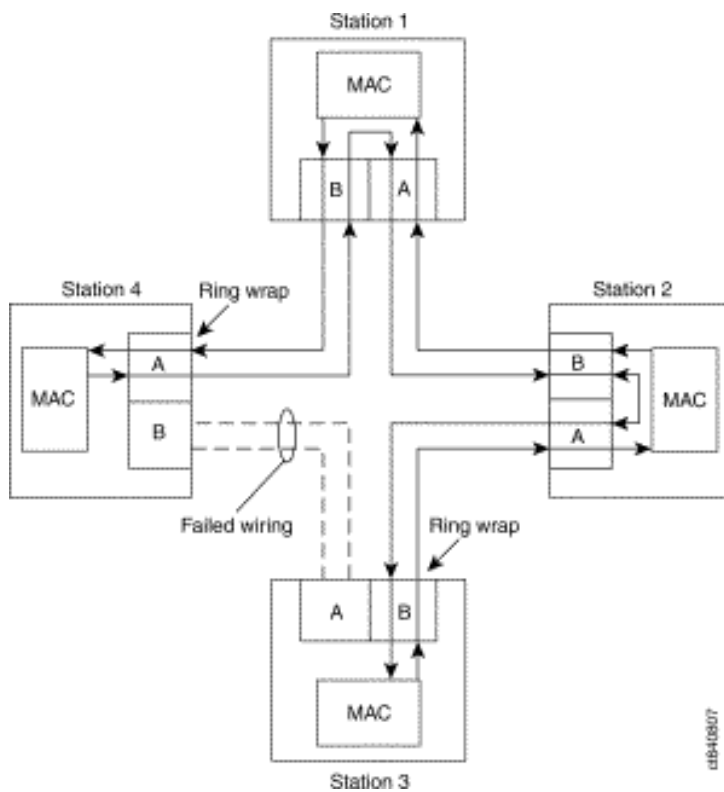 Station 1
MAC
B
A
Station 4
Ring wrap
Station 2
MAC
A
B
B
A
MAC
Failed wiring
Ring wrap
A
B
MAC
Station 3
ct840807